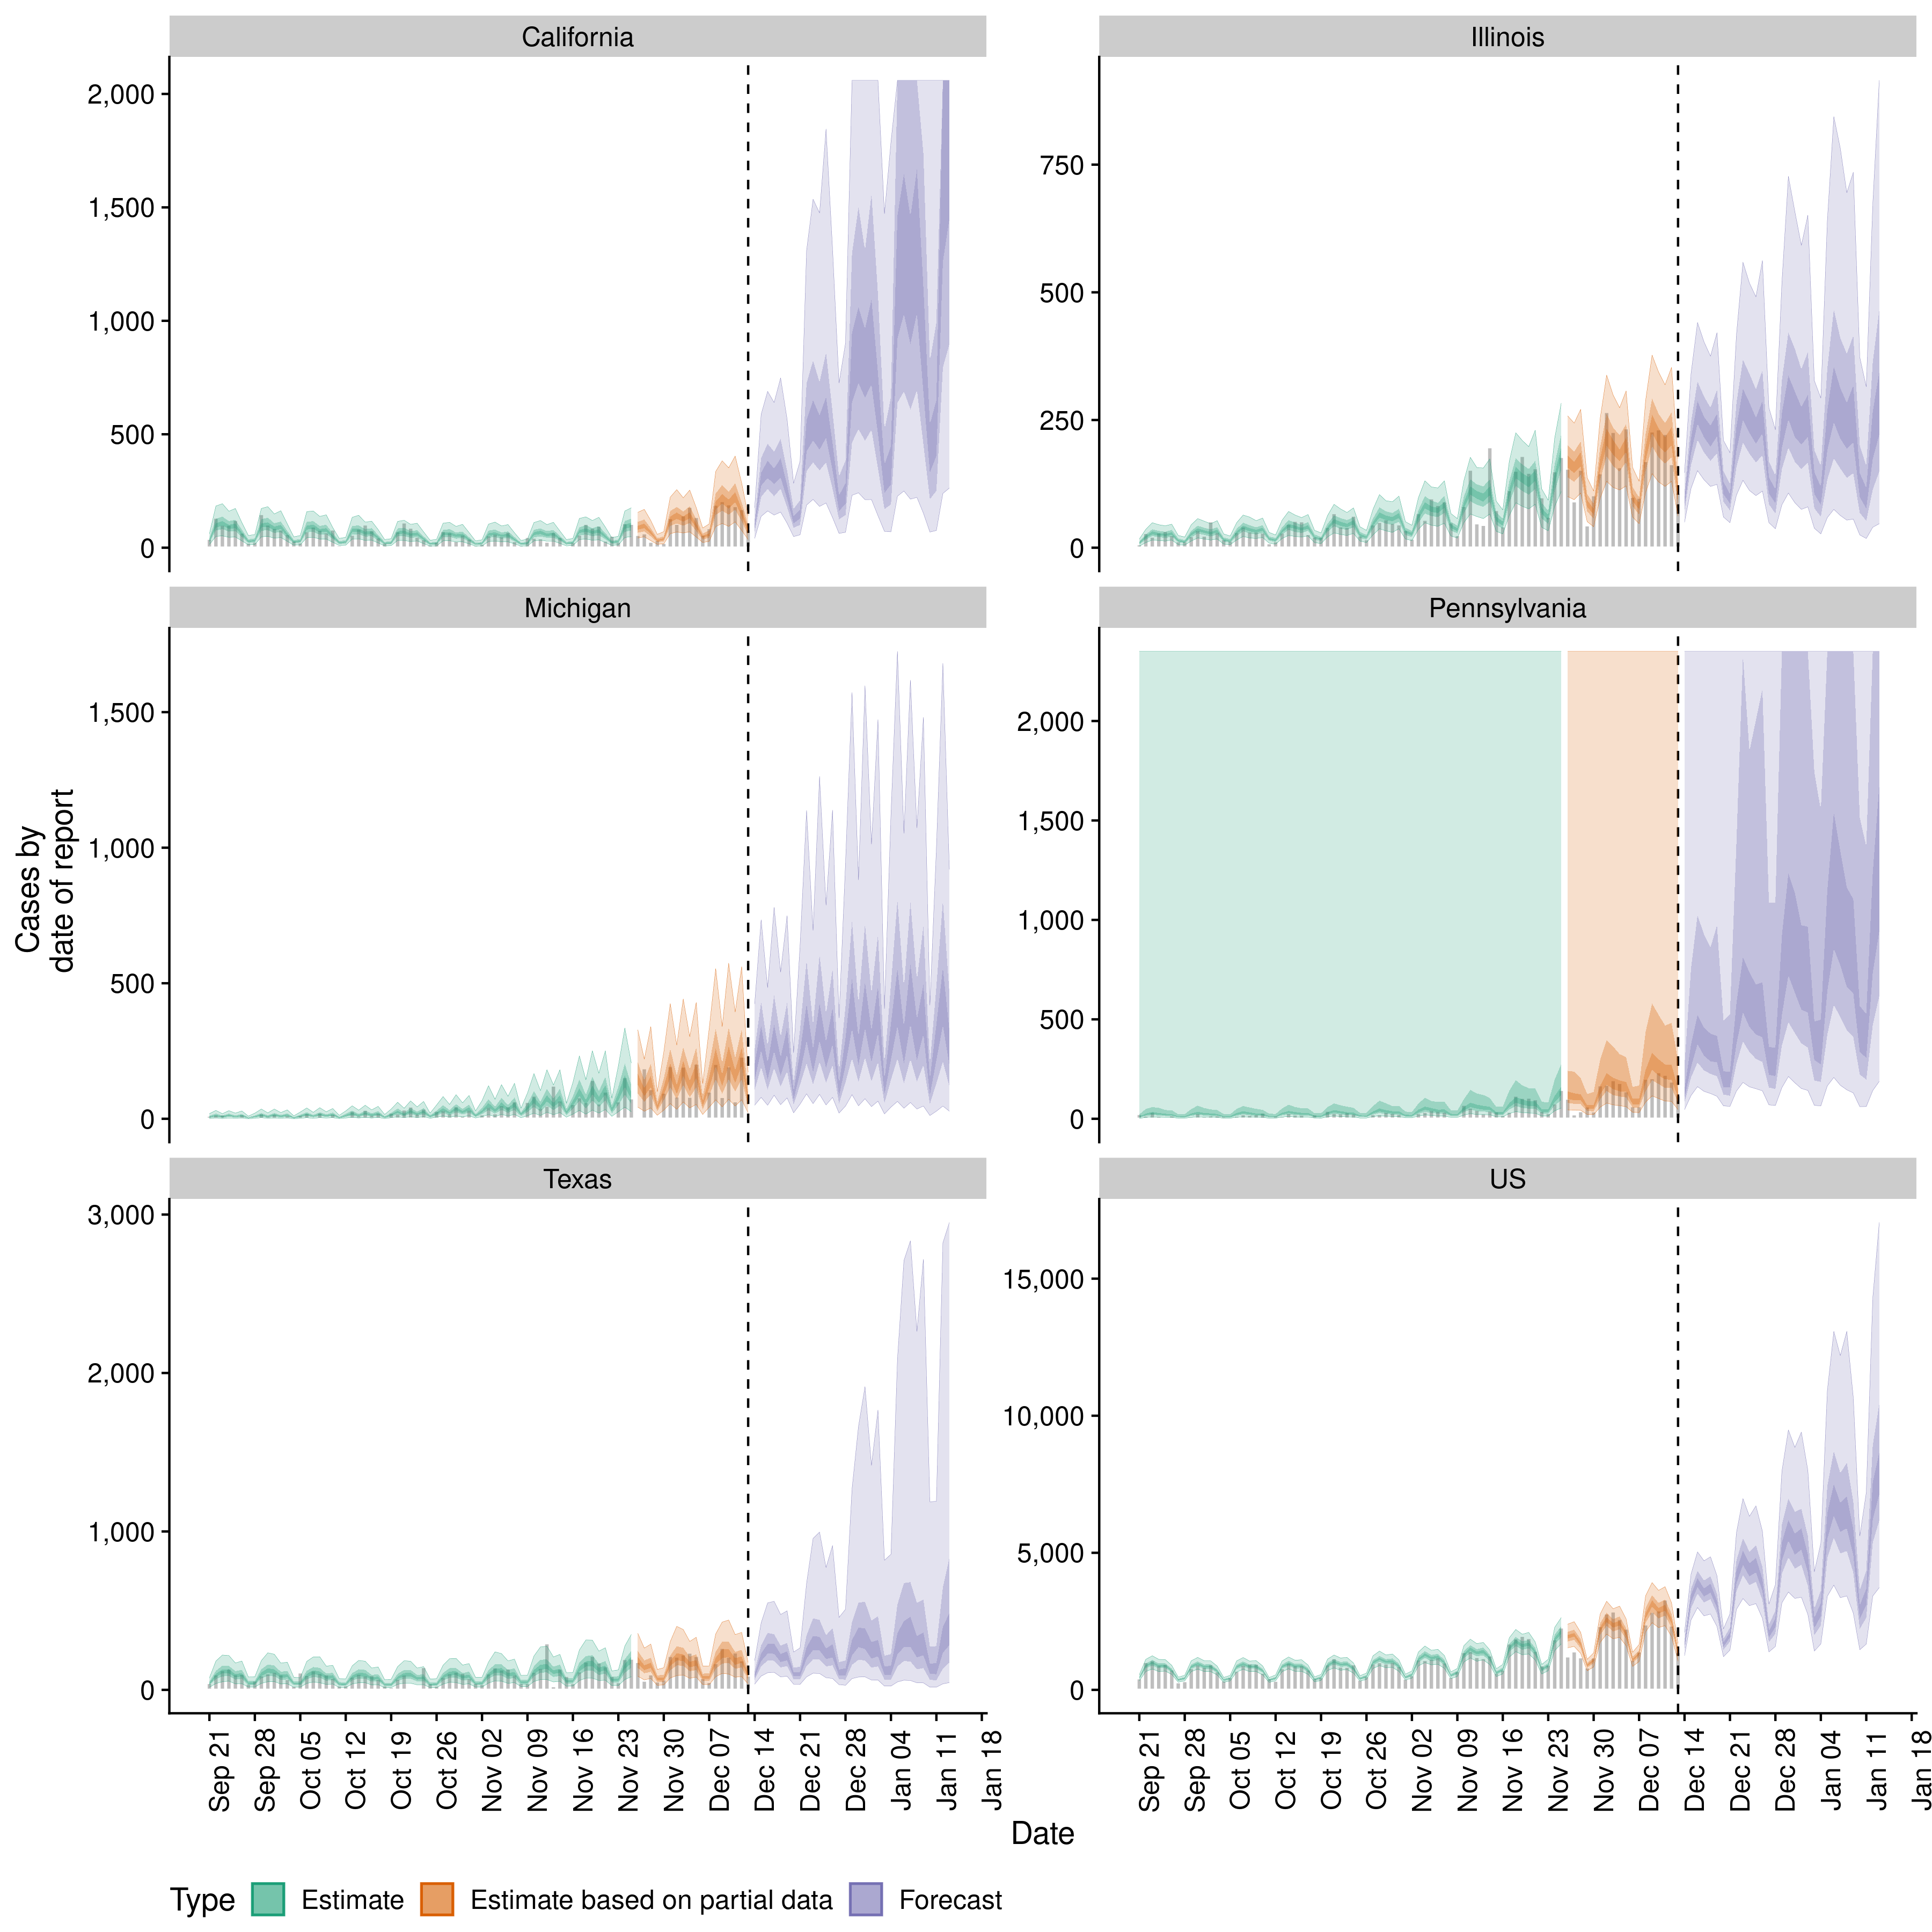 California
Illinois
2,000
1,500
1,000
500
0
750
500
250
0
Michigan
Pennsylvania
1,500
1,000
500
0
2,000
1,500
1,000
500
0
Texas
US
3,000
2,000
1,000
0
15,000
10,000
5,000
0
Cases by
date of report
Sep 21
Sep 28
Oct 05
Oct 12
Oct 19
Oct 26
Nov 02
Nov 09
Nov 16
Nov 23
Nov 30
Dec 07
Dec 14
Dec 21
Dec 28
Jan 04
Jan 11
Jan 18
Sep 21
Sep 28
Oct 05
Oct 12
Oct 19
Oct 26
Nov 02
Nov 09
Nov 16
Nov 23
Nov 30
Dec 07
Dec 14
Dec 21
Dec 28
Jan 04
Jan 11
Jan 18
Date
Type Estimate Estimate based on partial data Forecast